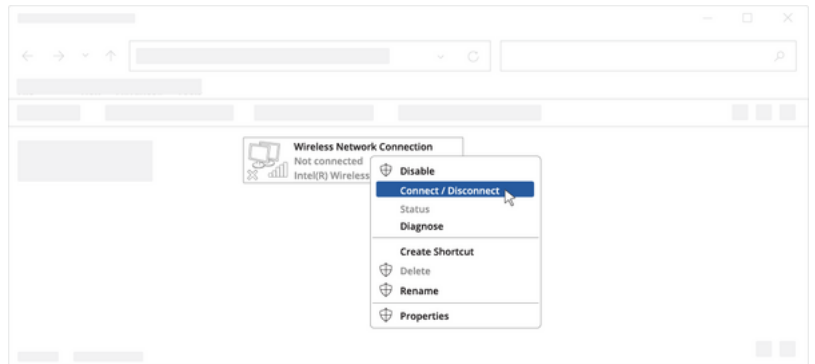 Wireless Network Connection
Not connected
Intel(R) Wireless
Disable
Connect / Disconnect
Status
Diagnose
Create Shortcut
Delete
Rename
Properties